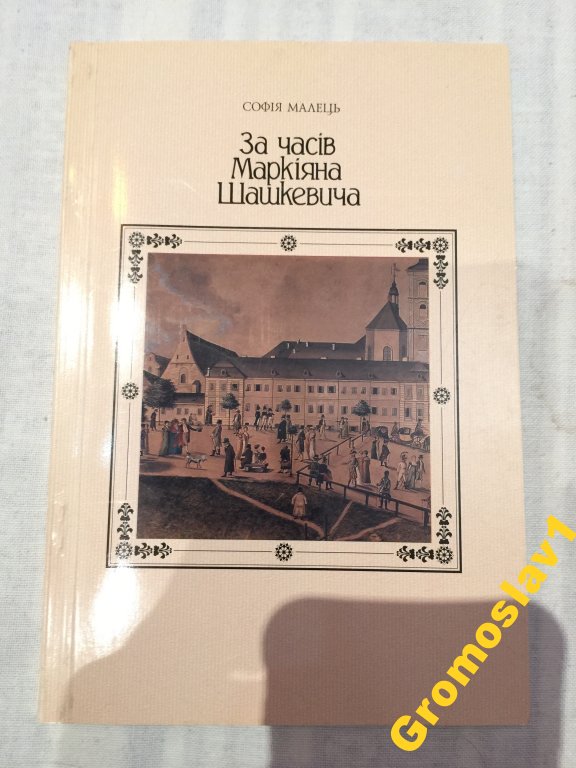 СОФІЯ МАЛЕЦЬ
За часів
Маркіяна
Шашкевича
Gromoslav1